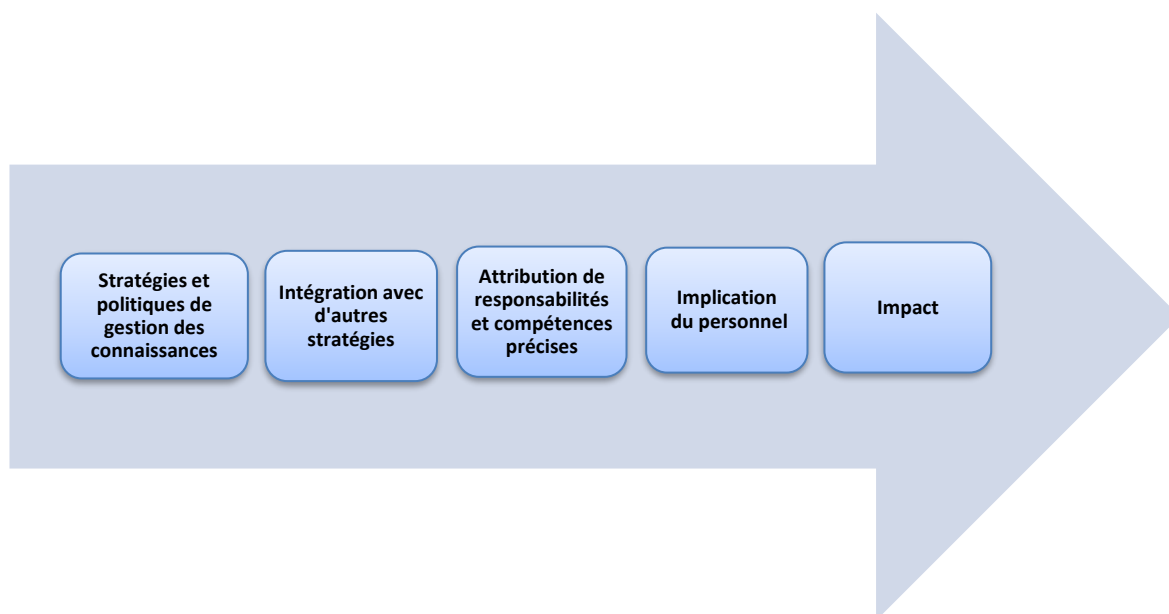 Stratégies et
politiques de
gestion des
connaissances
Intégration avec
d'autres
stratégies
Attribution de
responsabilités
et compétences
précises
Implication
du personnel
Impact